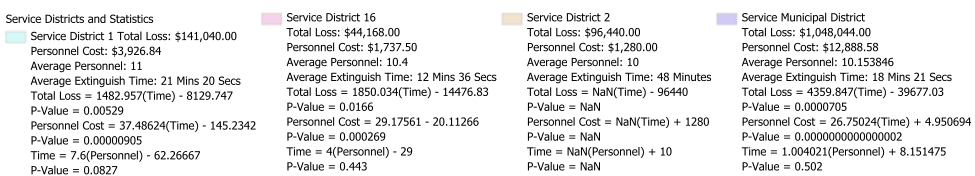 Service Districts and Statistics
Service District 1 Total Loss: $141,040.00
Personnel Cost: $3,926.84
Average Personnel: 11
Average Extinguish Time: 21 Mins 20 Secs
Total Loss = 1482.957(Time) - 8129.747
P-Value = 0.00529
Personnel Cost = 37.48624(Time) - 145.2342
P-Value = 0.00000905
Time = 7.6(Personnel) - 62.26667
P-Value = 0.0827
Service District 16
Total Loss: $44,168.00
Personnel Cost: $1,737.50
Average Personnel: 10.4
Average Extinguish Time: 12 Mins 36 Secs
Total Loss = 1850.034(Time) - 14476.83
P-Value = 0.0166
Personnel Cost = 29.17561 - 20.11266
P-Value = 0.000269
Time = 4(Personnel) - 29
P-Value = 0.443
Service District 2
Total Loss: $96,440.00
Personnel Cost: $1,280.00
Average Personnel: 10
Average Extinguish Time: 48 Minutes
Total Loss = NaN(Time) - 96440
P-Value = NaN
Personnel Cost = NaN(Time) + 1280
P-Value = NaN
Time = NaN(Personnel) + 10
P-Value = NaN
Service Municipal District
Total Loss: $1,048,044.00
Personnel Cost: $12,888.58
Average Personnel: 10.153846
Average Extinguish Time: 18 Mins 21 Secs
Total Loss = 4359.847(Time) - 39677.03
P-Value = 0.0000705
Personnel Cost = 26.75024(Time) + 4.950694
P-Value = 0.0000000000000002
Time = 1.004021(Personnel) + 8.151475
P-Value = 0.502